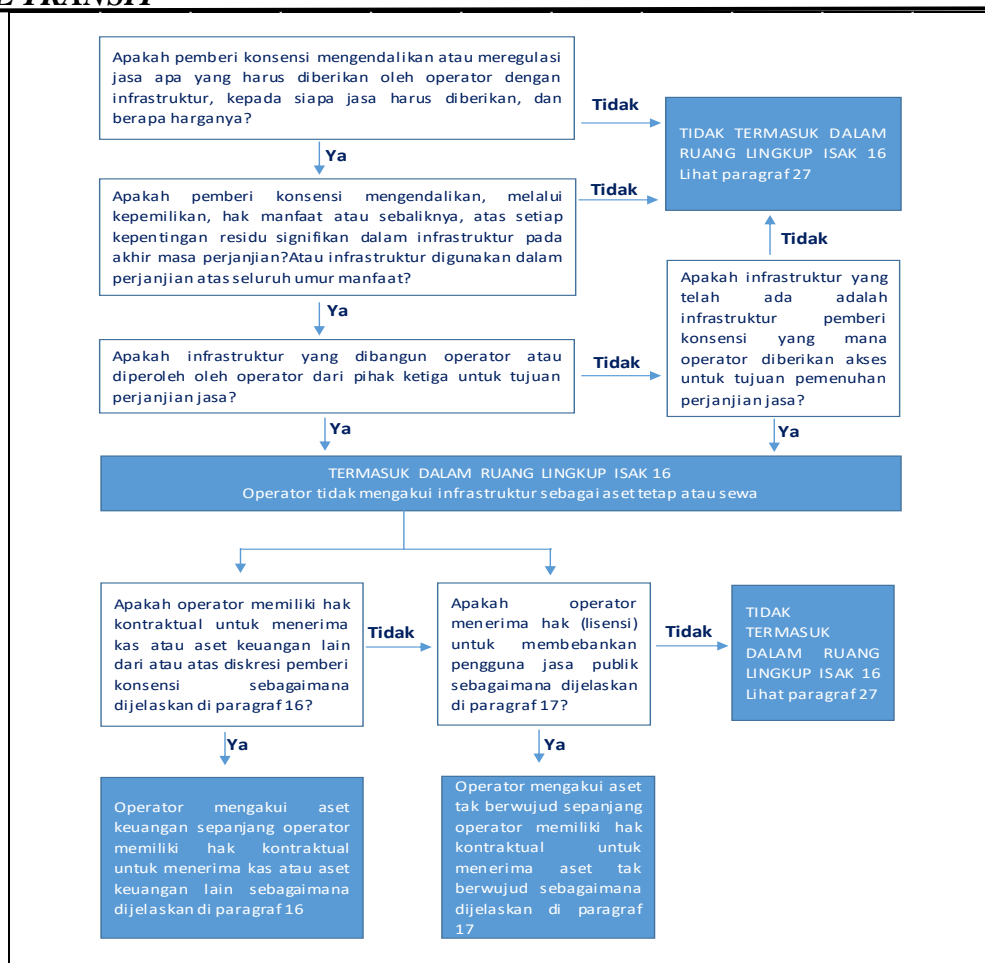 Apakah pemberi konsensi mengendalikan atau meregulasi
jasa apa yang harus diberikan oleh operator dengan
infrastruktur, kepada siapa jasa harus diberikan, dan
berapa harganya?
Tidak
TIDAK TERMASUK DALAM
RUANG LINGKUP ISAK 16
Lihat paragraf 27
Ya
Apakah pemberi konsensi mengendalikan, melalui
kepemilikan, hak manfaat atau sebaliknya, atas setiap
kepentingan residu signifikan dalam infrastruktur pada
akhir masa perjanjian?Atau infrastruktur digunakan dalam
perjanjian atas seluruh umur manfaat?
Tidak
Tidak
Apakah infrastruktur yang
telah ada adalah
infrastruktur pemberi
konsensi yang mana
operator diberikan akses
untuk tujuan pemenuhan
perjanjian jasa?
Ya
Apakah infrastruktur yang dibangun operator atau
diperoleh oleh operator dari pihak ketiga untuk tujuan
perjanjian jasa?
Tidak
Ya
Ya
TERMASUK DALAM RUANG LINGKUP ISAK 16
Operator tidak mengakui infrastruktur sebagai aset tetap atau sewa
Apakah operator memiliki hak
kontraktual untuk menerima
kas atau aset keuangan lain
dari atau atas diskresi pemberi
konsensi sebagaimana
dijelaskan di paragraf 16?
Tidak
Apakah operator
menerima hak (lisensi)
untuk membebankan
pengguna jasa publik
sebagaimana dijelaskan
di paragraf 17?
Tidak
TIDAK
TERMASUK
DALAM RUANG
LINGKUP ISAK 16
Lihat paragraf 27
Ya
Ya
Operator mengakui aset
keuangan sepanjang operator
memiliki hak kontraktual
untuk menerima kas atau aset
keuangan lain sebagaimana
dijelaskan di paragraf 16
Operator mengakui aset
tak berwujud sepanjang
operator memiliki hak
kontraktual untuk
menerima aset tak
berwujud sebagaimana
dijelaskan di paragraf
17